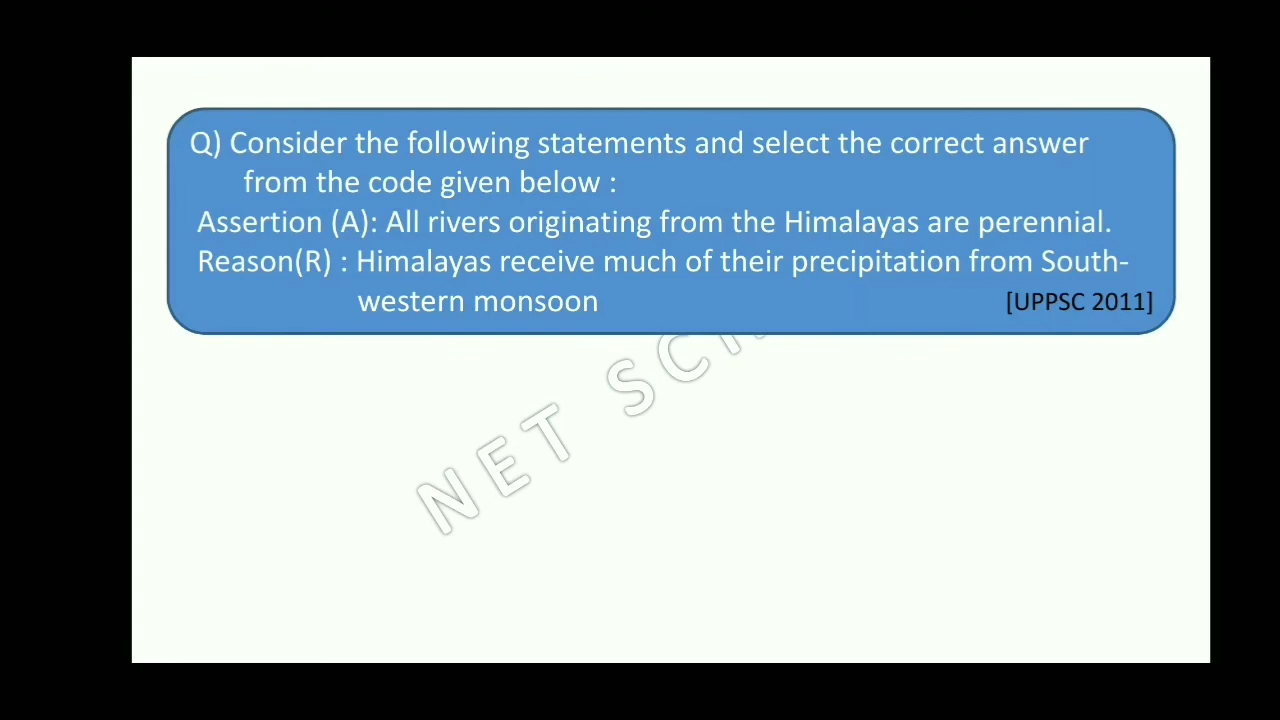 Q) Consider the following statements and select the correct answer
from the code given below :
Assertion (A): All rivers originating from the Himalayas are perennial.
Reason(R) : Himalayas receive much of their precipitation from South-
western monsoon
[UPPSC 2011]
NET